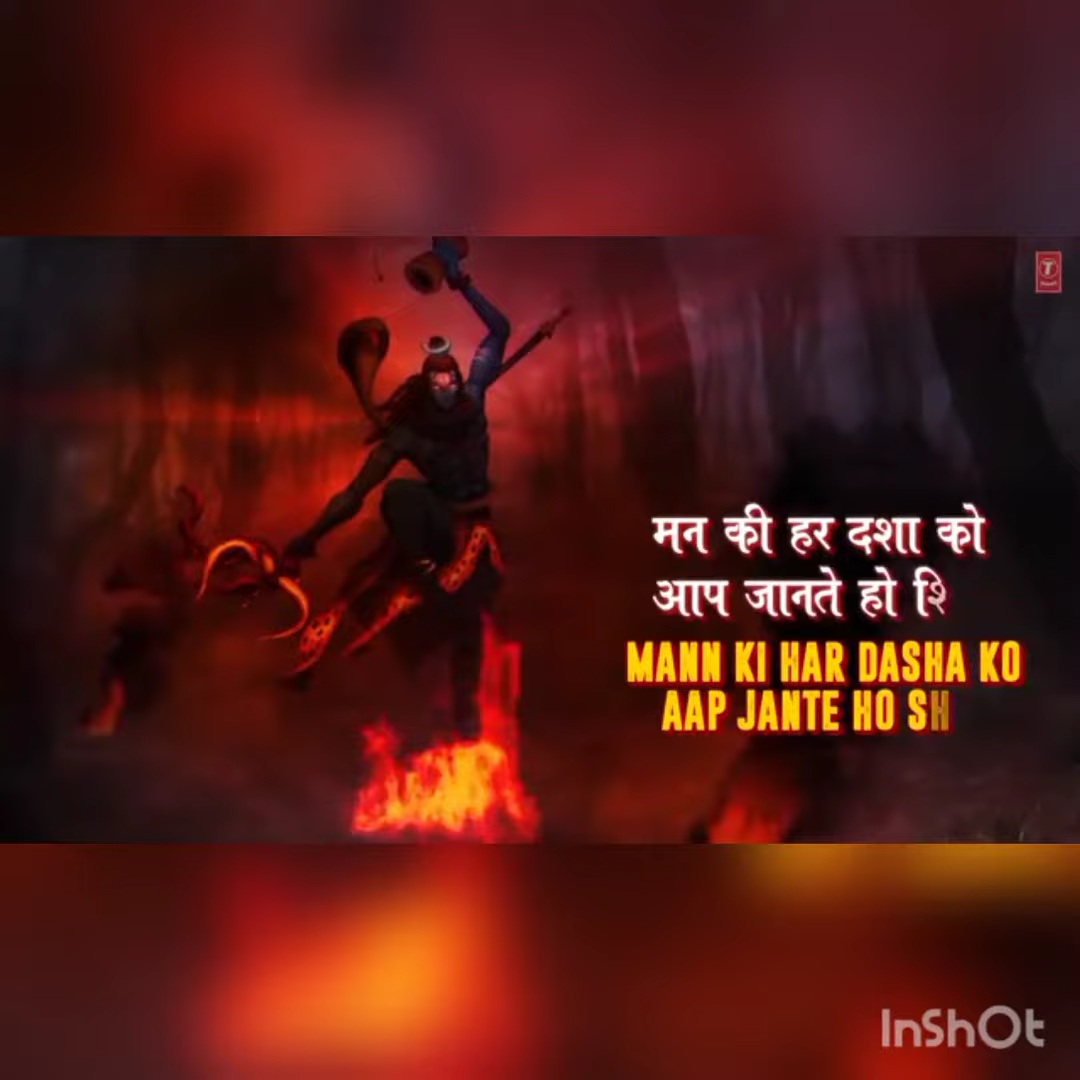 मन की हर दशा को
आप जानते हो शि
MANN KI HAR DASHA KO
AAP JANTE HO SH
InShOt